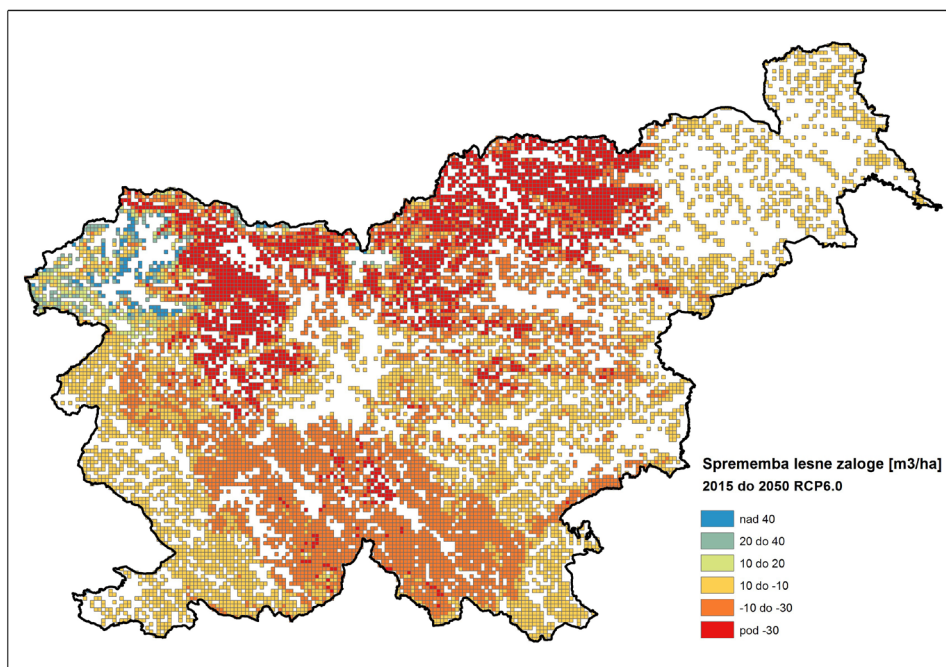 Sprememba lesne zaloge [m3/ha]
2015 do 2050 RCP6.0
nad 40
20 do 40
10 do 20
10 do -10
-10 do -30
pod -30